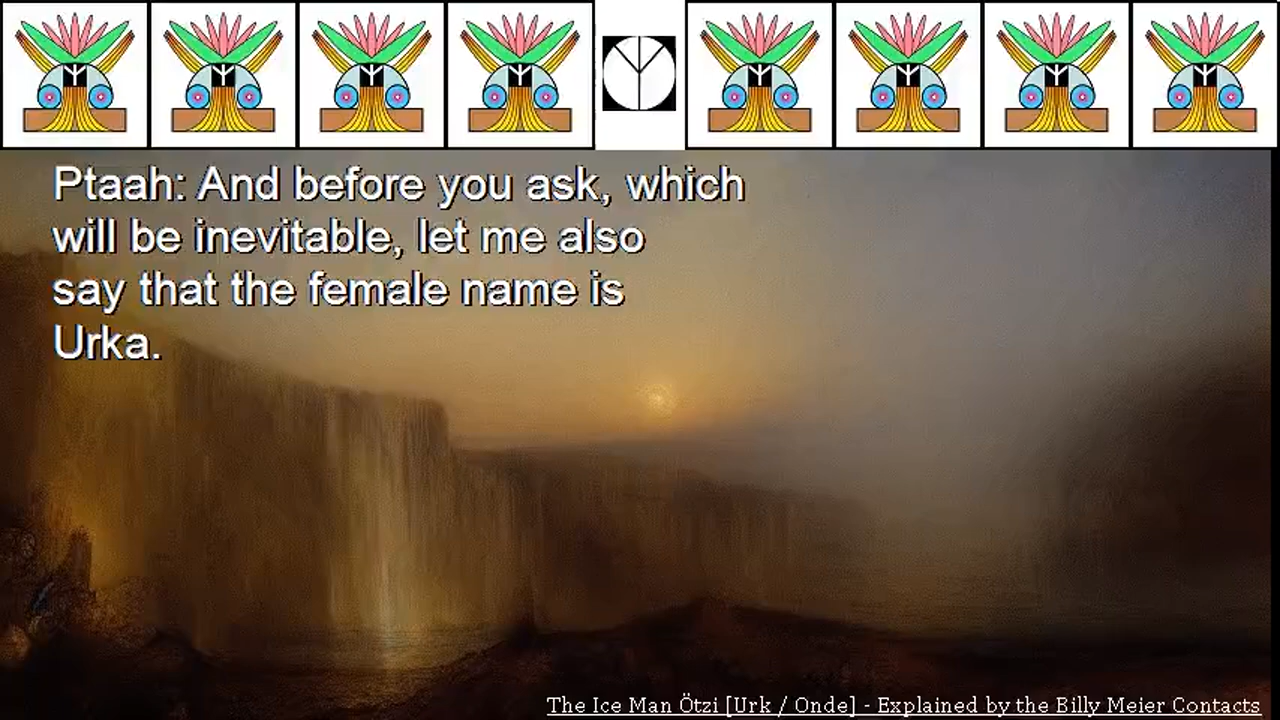 Ptaah: And before you ask, which
will be inevitable, let me also
say that the female name is
Urka.
The Ice Man Ötzi [Urk / Onde] - Explained by the Billy Meier Contacts